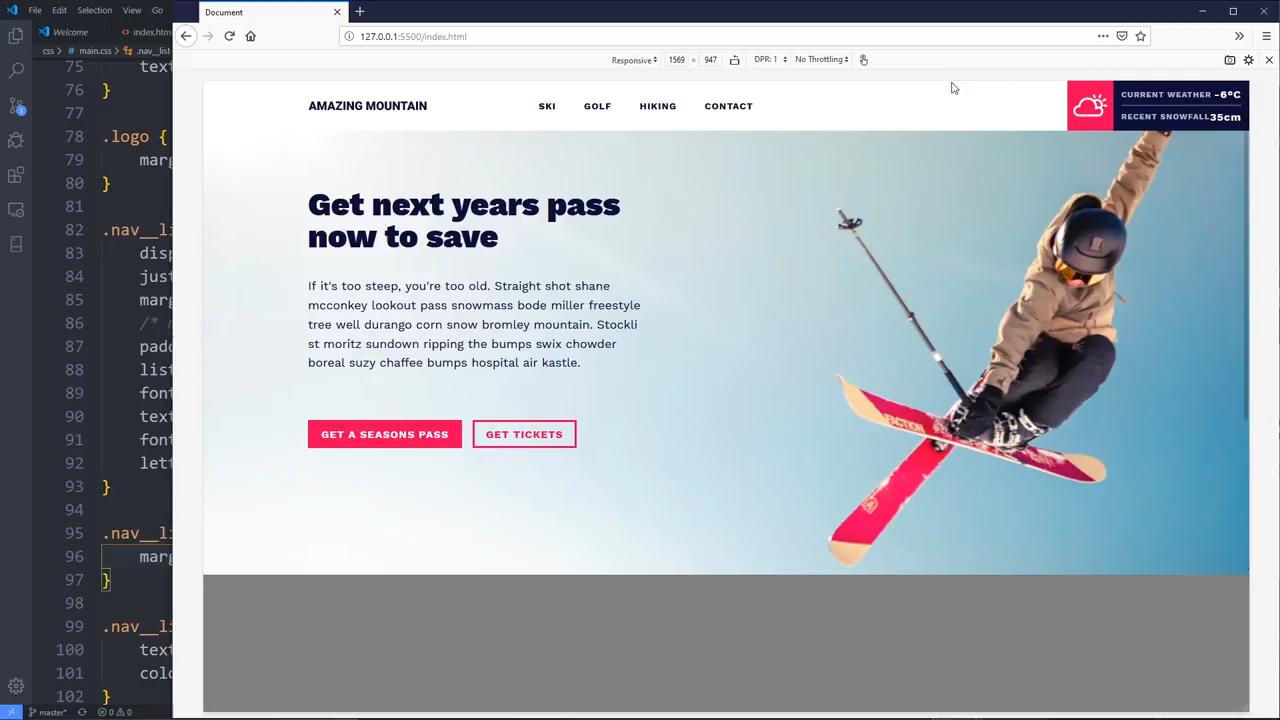 File Edit Selection View Go
Document
Welcome
index.htm
127.0.0.1:5500/index.html
css > # main.css >
Responsive 1569 × 947 DPR: 1 No Throttling
75 tex
76 }
77
78 .logo {
79 marg
80 }
81
82 .nav__li
83 disp
84 just
85 marg
86 /*
87 padd
88 list
89 font
90 text
91 font
92 lett
93 }
94
95 .nav__li
96 marg
97 }
98
99 .nav__li
100 text
101 colo
102 }
master* 0 0
AMAZING MOUNTAIN
SKI GOLF HIKING CONTACT
CURRENT WEATHER -6°C
RECENT SNOWFALL 35cm
Get next years pass
now to save
If it's too steep, you're too old. Straight shot shane
mcconkey lookout pass snowmass bode miller freestyle
tree well durango corn snow bromley mountain. Stockli
st moritz sundown ripping the bumps swix chowder
boreal suzy chaffee bumps hospital air kastle.
GET A SEASONS PASS GET TICKETS
FACTION